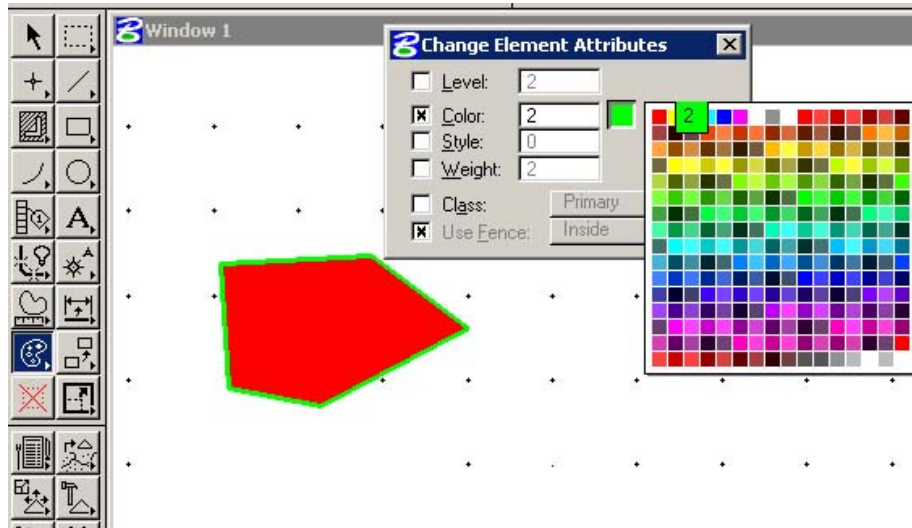 Window 1
Change Element Attributes
Level: 2
Color: 2
2
Style: 0
Weight: 2
Class: Primary
Use Fence: Inside
A